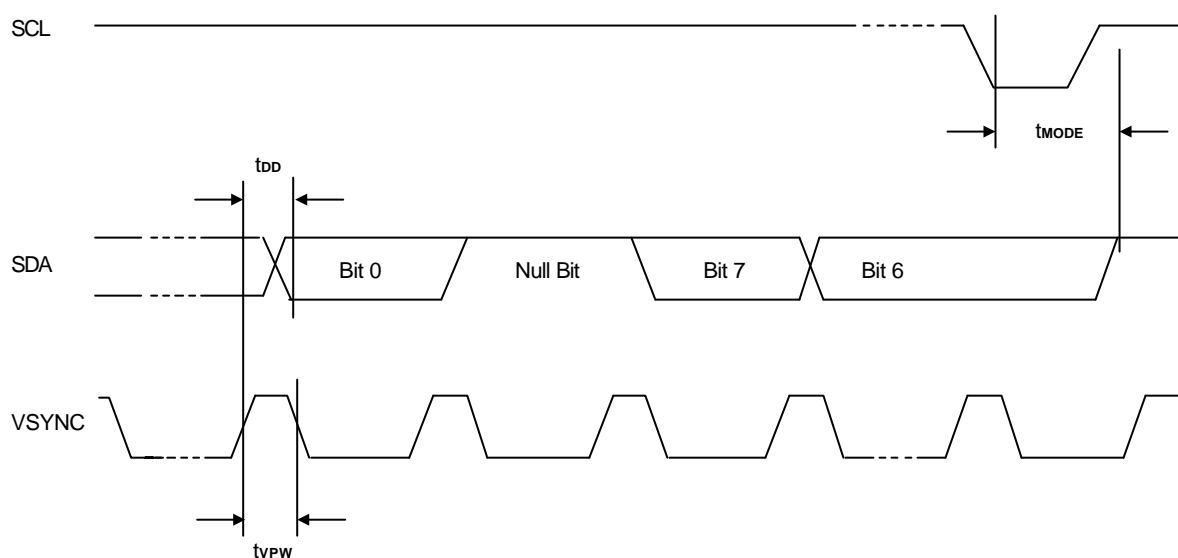 SCL
tMODE
tDD
SDA
Bit 0
Null Bit
Bit 7
Bit 6
VSYNC
tVPW